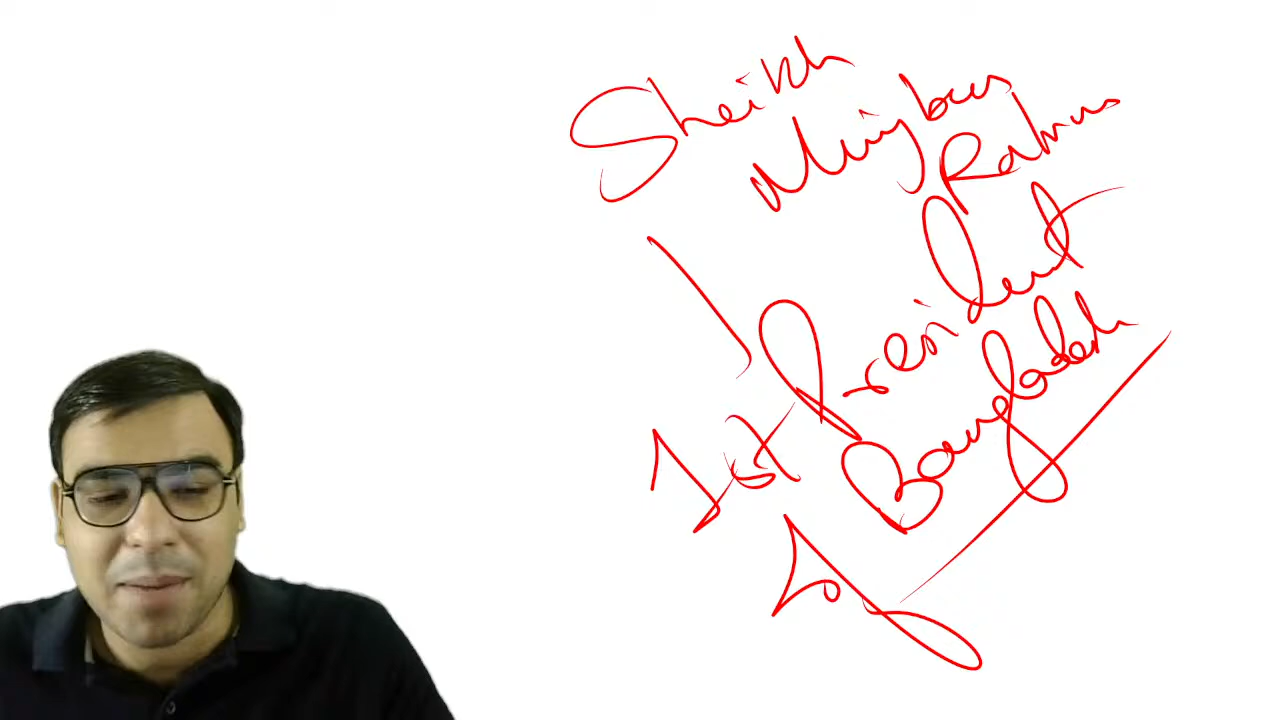 Sheikh
Mujibur
Rahman
1st President
Bangladesh